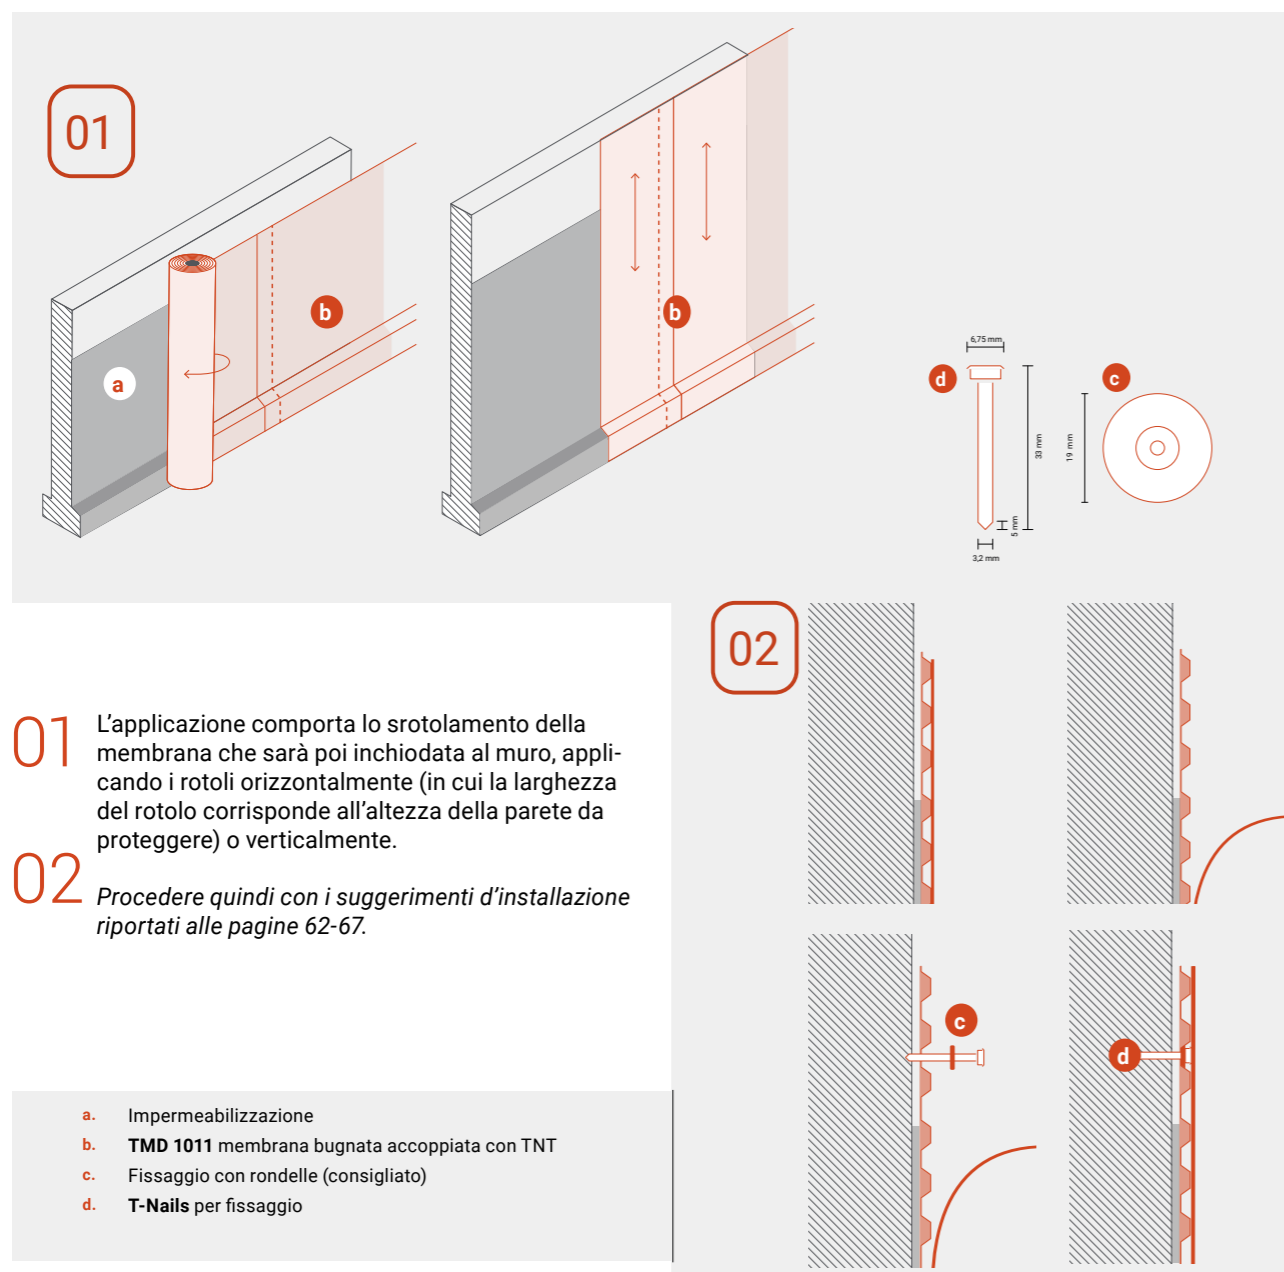 01
a
b
b
6,75 mm
d
33 mm
5 mm
3,2 mm
c
19 mm
01
L’applicazione comporta lo srotolamento della
membrana che sarà poi inchiodata al muro, appli-
cando i rotoli orizzontalmente (in cui la larghezza
del rotolo corrisponde all’altezza della parete da
proteggere) o verticalmente.
02
Procedere quindi con i suggerimenti d’installazione
riportati alle pagine 62-67.
02
c
d
a. Impermeabilizzazione
b. TMD 1011 membrana bugnata accoppiata con TNT
c. Fissaggio con rondelle (consigliato)
d. T-Nails per fissaggio